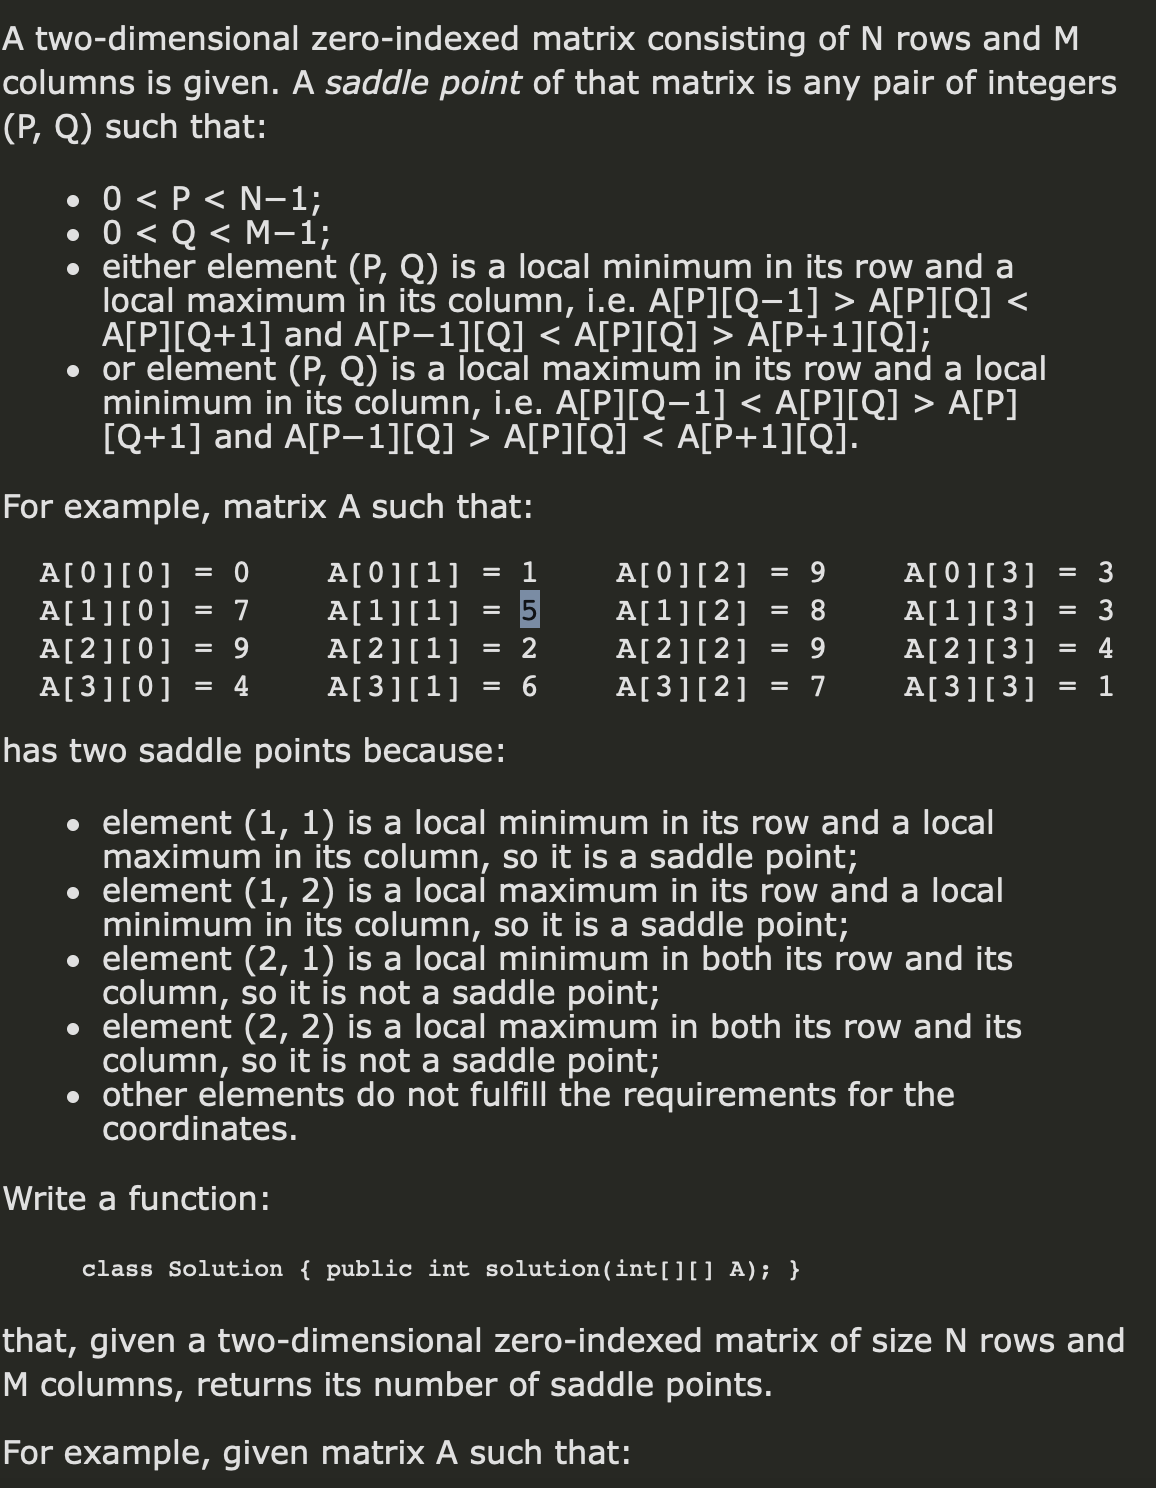 A two-dimensional zero-indexed matrix consisting of N rows and M
columns is given. A saddle point of that matrix is any pair of integers
(P, Q) such that:
• 0 < P < N−1;
• 0 < Q < M−1;
• either element (P, Q) is a local minimum in its row and a
local maximum in its column, i.e. A[P][Q−1] > A[P][Q] <
A[P][Q+1] and A[P−1][Q] < A[P][Q] > A[P+1][Q];
• or element (P, Q) is a local maximum in its row and a local
minimum in its column, i.e. A[P][Q−1] < A[P][Q] > A[P]
[Q+1] and A[P−1][Q] > A[P][Q] < A[P+1][Q].
For example, matrix A such that:
A[0][0] = 0 A[0][1] = 1 A[0][2] = 9 A[0][3] = 3
A[1][0] = 7 A[1][1] = 5 A[1][2] = 8 A[1][3] = 3
A[2][0] = 9 A[2][1] = 2 A[2][2] = 9 A[2][3] = 4
A[3][0] = 4 A[3][1] = 6 A[3][2] = 7 A[3][3] = 1
has two saddle points because:
• element (1, 1) is a local minimum in its row and a local
maximum in its column, so it is a saddle point;
• element (1, 2) is a local maximum in its row and a local
minimum in its column, so it is a saddle point;
• element (2, 1) is a local minimum in both its row and its
column, so it is not a saddle point;
• element (2, 2) is a local maximum in both its row and its
column, so it is not a saddle point;
• other elements do not fulfill the requirements for the
coordinates.
Write a function:
class Solution { public int solution(int[][] A); }
that, given a two-dimensional zero-indexed matrix of size N rows and
M columns, returns its number of saddle points.
For example, given matrix A such that: